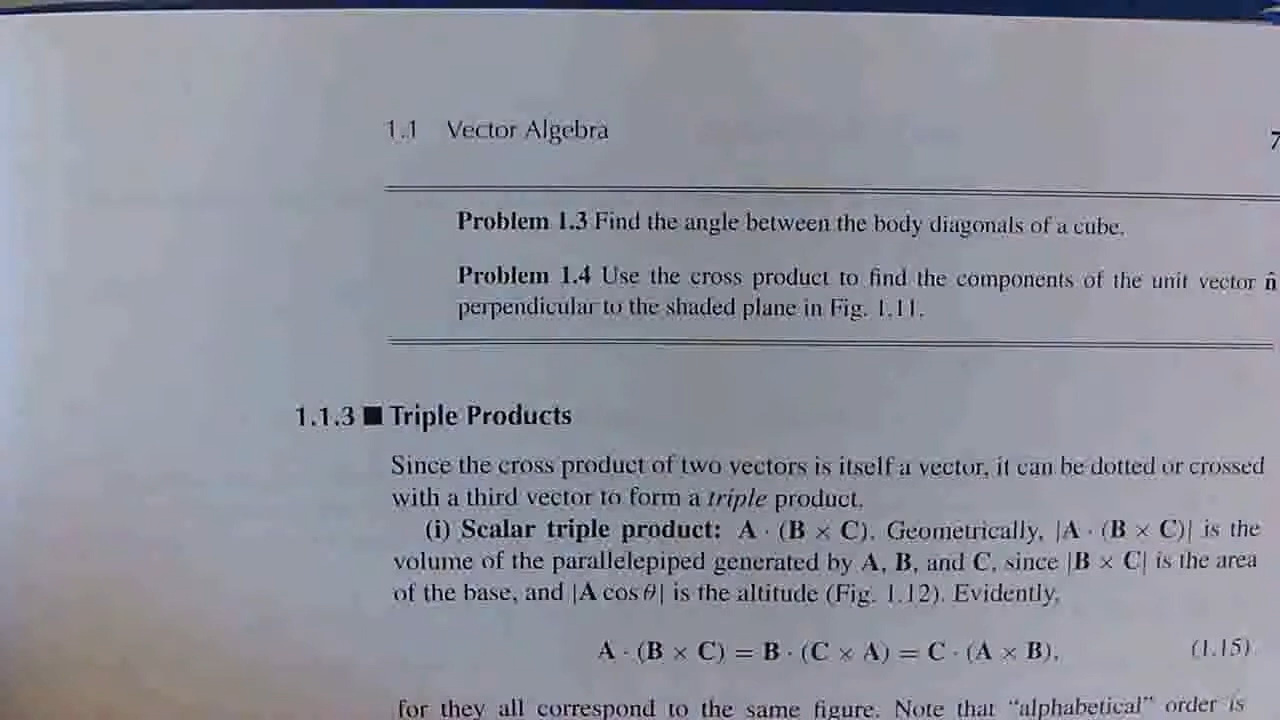 1.1 Vector Algebra 7
Problem 1.3 Find the angle between the body diagonals of a cube.
Problem 1.4 Use the cross product to find the components of the unit vector n̂
perpendicular to the shaded plane in Fig. 1.11.
1.1.3 ■ Triple Products
Since the cross product of two vectors is itself a vector, it can be dotted or crossed
with a third vector to form a triple product.
(i) Scalar triple product: A · (B × C). Geometrically, |A · (B × C)| is the
volume of the parallelepiped generated by A, B, and C, since |B × C| is the area
of the base, and |A cos θ| is the altitude (Fig. 1.12). Evidently,
A · (B × C) = B · (C × A) = C · (A × B), (1.15)
for they all correspond to the same figure. Note that “alphabetical” order is